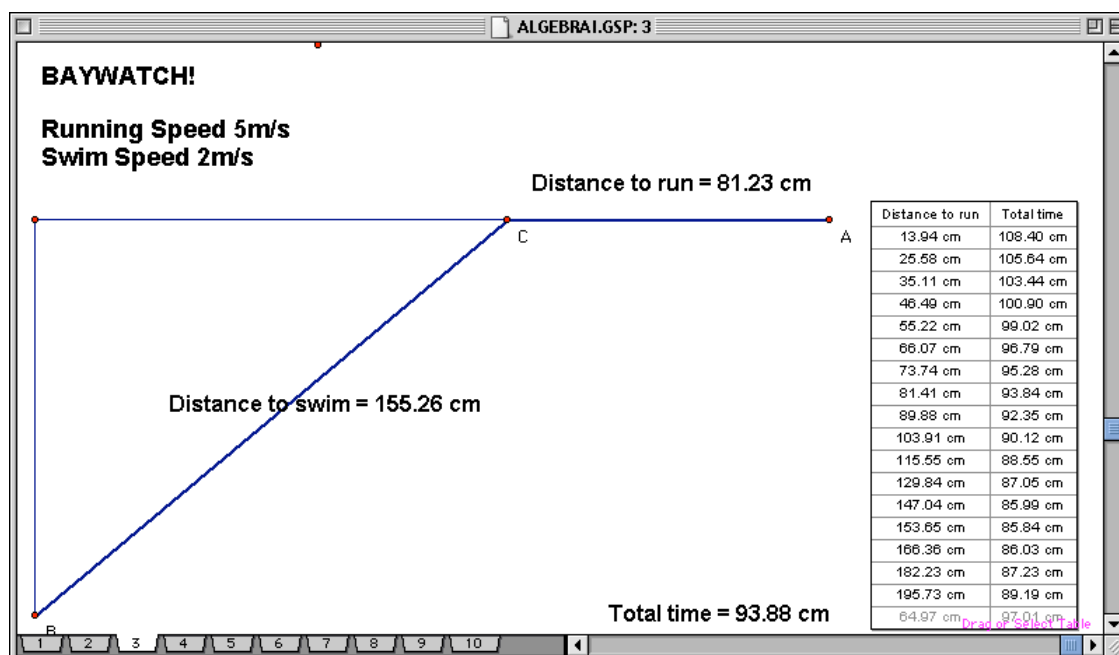 ALGEBRA1.GSP: 3
BAYWATCH!
Running Speed 5m/s
Swim Speed 2m/s
Distance to run = 81.23 cm
C
A
Distance to swim = 155.26 cm
B
Total time = 93.88 cm
Distance to run Total time
13.94 cm 108.40 cm
25.58 cm 105.64 cm
35.11 cm 103.44 cm
46.49 cm 100.90 cm
55.22 cm 99.02 cm
66.07 cm 96.79 cm
73.74 cm 95.28 cm
81.41 cm 93.84 cm
89.88 cm 92.35 cm
103.91 cm 90.12 cm
115.55 cm 88.55 cm
129.84 cm 87.05 cm
147.04 cm 85.99 cm
153.65 cm 85.84 cm
166.36 cm 86.03 cm
182.23 cm 87.23 cm
195.73 cm 89.19 cm
64.97 cm 97.01 cm
Drag or Select Table
1 2 3 4 5 6 7 8 9 10